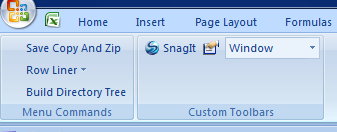 Home Insert Page Layout Formulas
Save Copy And Zip
Row Liner
Build Directory Tree
Menu Commands
SnagIt Window
Custom Toolbars